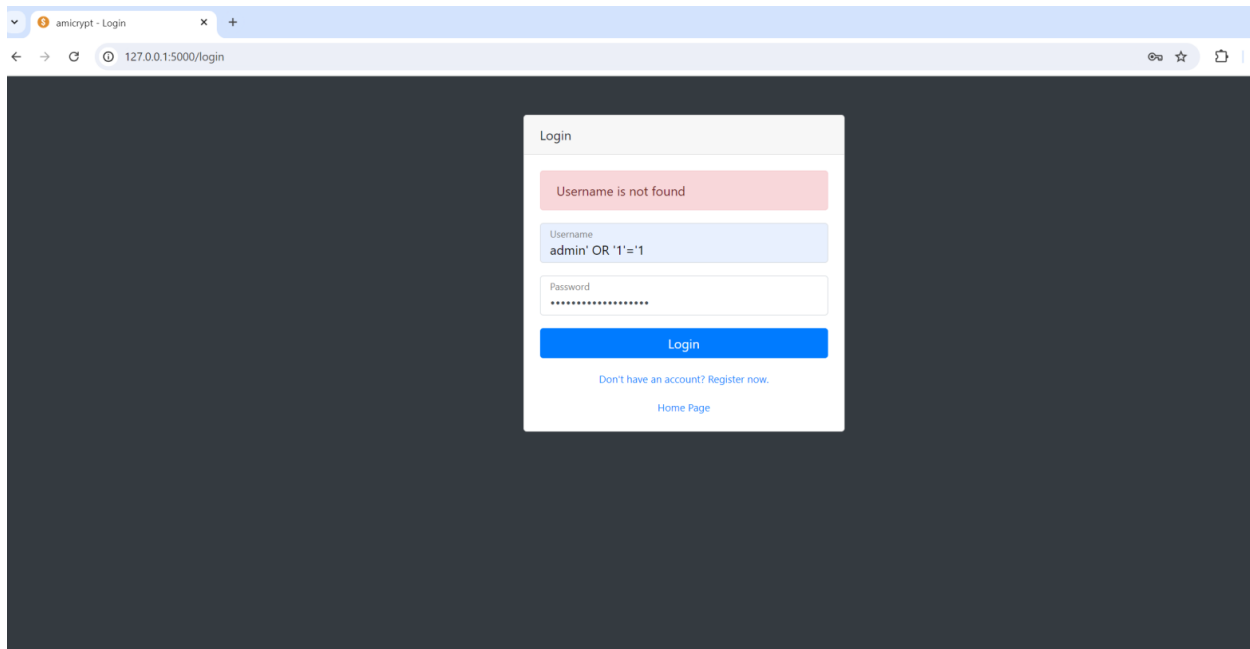 amicrypt - Login
127.0.0.1:5000/login
Login
Username is not found
Username
admin' OR '1'='1
Password
•••••••••••••••••••
Login
Don't have an account? Register now.
Home Page